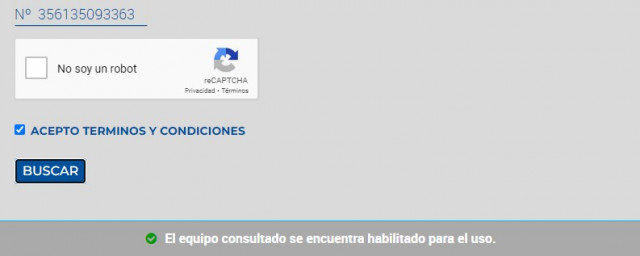 Nº 356135093363
No soy un robot
reCAPTCHA
Privacidad - Términos
ACEPTO TERMINOS Y CONDICIONES
BUSCAR
El equipo consultado se encuentra habilitado para el uso.